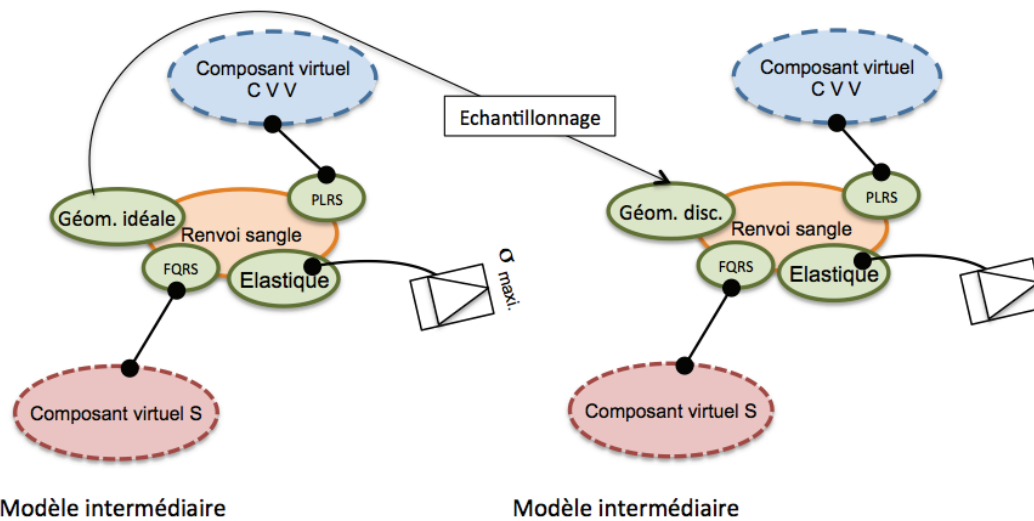 Composant virtuel
C V V
Echantillonnage
PLRS
Géom. idéale
Renvoi sangle
FQRS
Elastique
σ maxi.
Composant virtuel S
Modèle intermédiaire
Composant virtuel
C V V
PLRS
Géom. disc.
Renvoi sangle
FQRS
Elastique
Composant virtuel S
Modèle intermédiaire